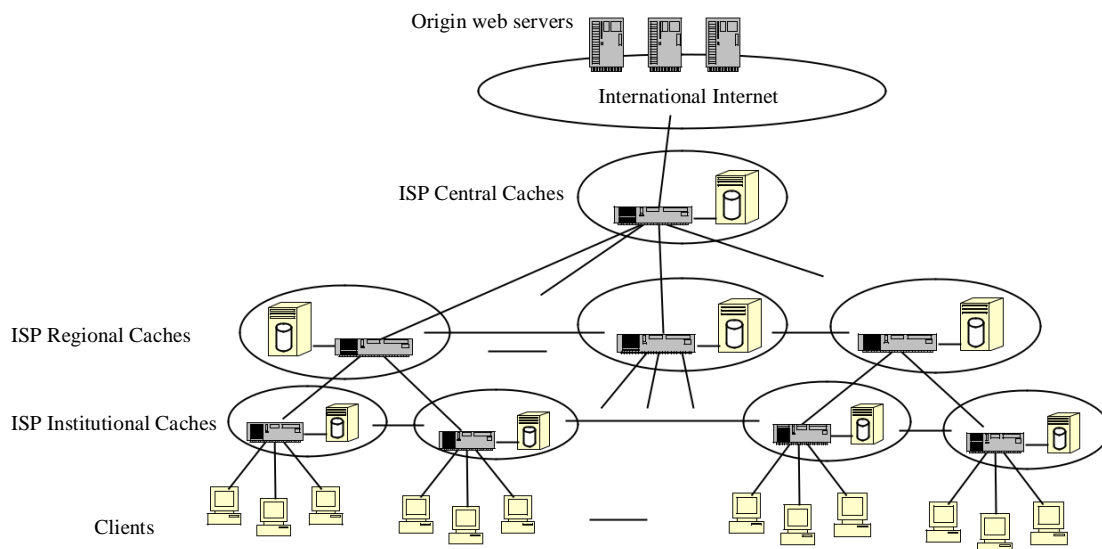 Origin web servers
International Internet
ISP Central Caches
ISP Regional Caches
ISP Institutional Caches
Clients